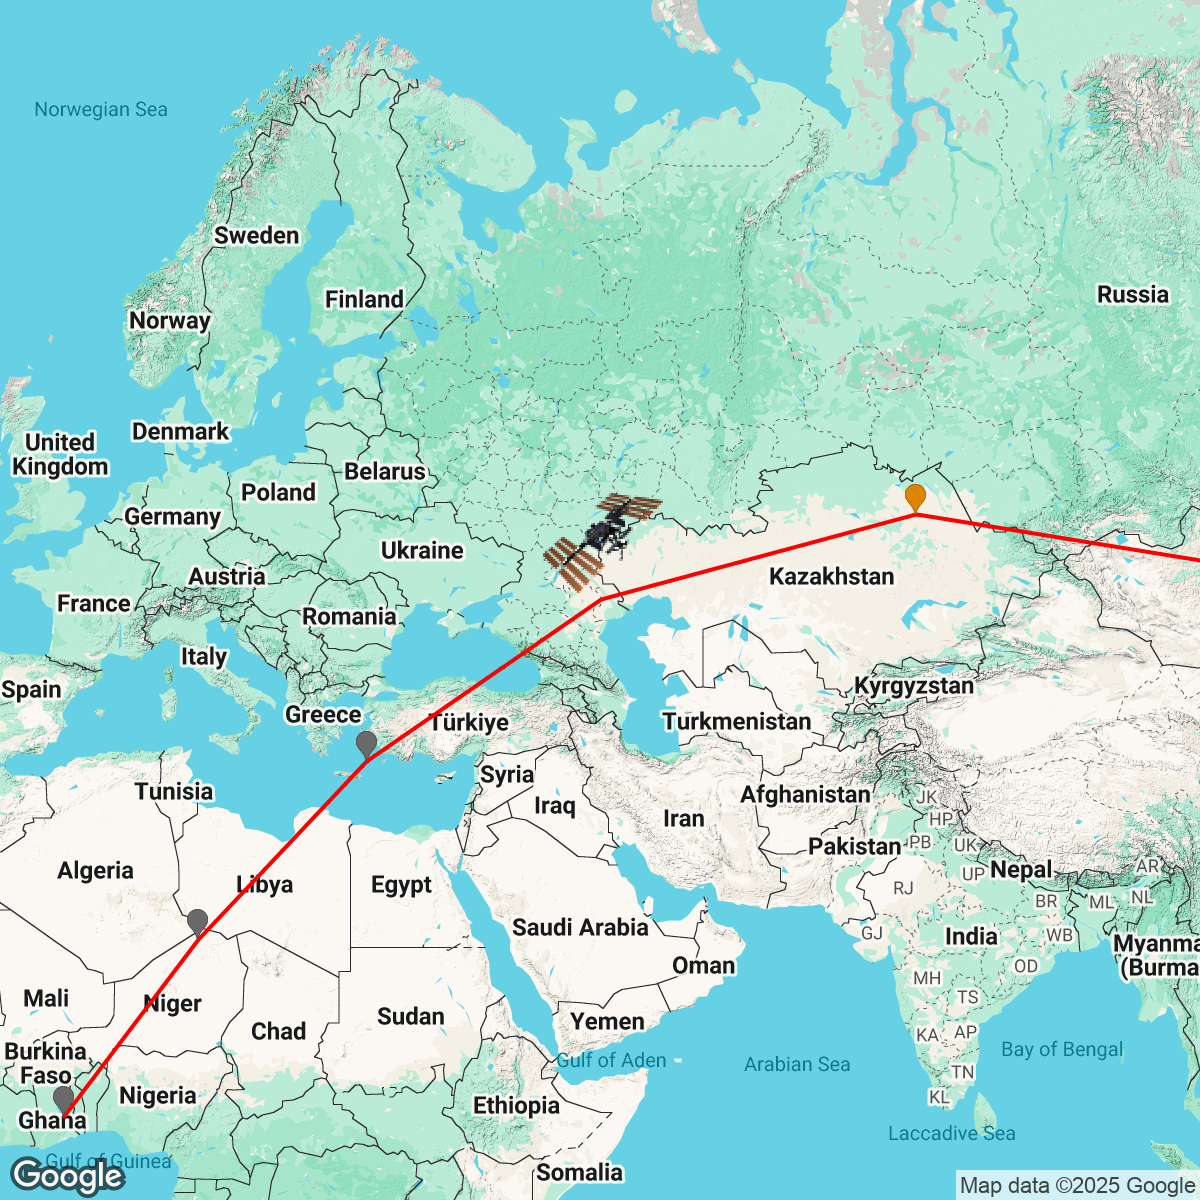 Norwegian Sea
Sweden
Finland
Russia
Norway
Denmark
United
Kingdom
Belarus
Poland
Germany
Ukraine
Austria
Kazakhstan
France
Romania
Italy
Spain
Kyrgyzstan
Greece
Türkiye
Turkmenistan
Syria
Tunisia
Afghanistan
JK
Iraq
Iran
HP
Pakistan
PB
UK
Algeria
Libya
Egypt
UP
Nepal
AR
RJ
BR
ML
NL
Saudi Arabia
GJ
India
WB
Myanma
(Burma
Oman
OD
MH
Mali
Niger
TS
Sudan
Chad
Yemen
KA
AP
Burkina
Faso
Gulf of Aden
Arabian Sea
Bay of Bengal
TN
Nigeria
Ethiopia
KL
Ghana
Laccadive Sea
Gulf of Guinea
Somalia
Google
Map data ©2025 Google